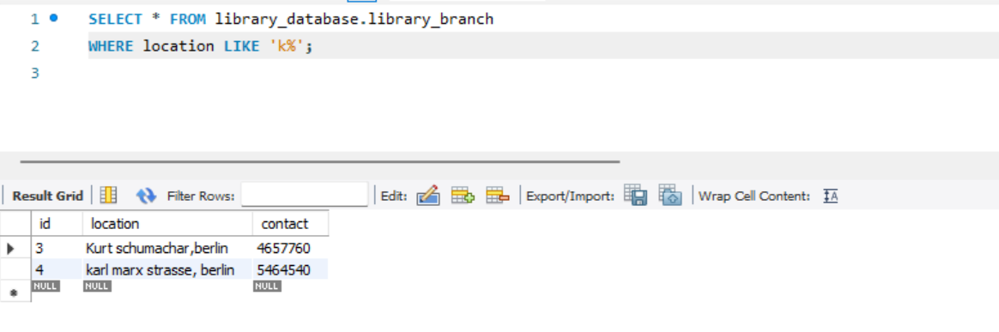 1 SELECT * FROM library_database.library_branch
2 WHERE location LIKE 'k%';
3
Result Grid Filter Rows: Edit: Export/Import: Wrap Cell Content: IA
id location contact
3 Kurt schumachar,berlin 4657760
4 karl marx strasse, berlin 5464540
NULL NULL NULL